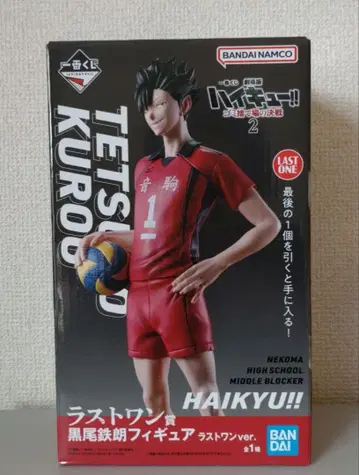 一番くじ
BANDAI NAMCO
TETSURO
KUROO
一番くじ 劇場版
ハイキュー!!
ゴミ捨て場の決戦
2
LAST
ONE
最後の1個を引くと手に入る!
音駒
1
NEKOMA
HIGH SCHOOL
MIDDLE BLOCKER
HAIKYU!!
ラストワン賞
黒尾鉄朗フィギュア ラストワンver.
全1種
BAN
DAI